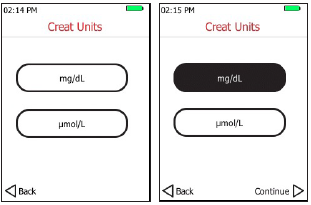 02:14 PM
Creat Units
mg/dL
µmol/L
Back
02:15 PM
Creat Units
mg/dL
µmol/L
Back Continue